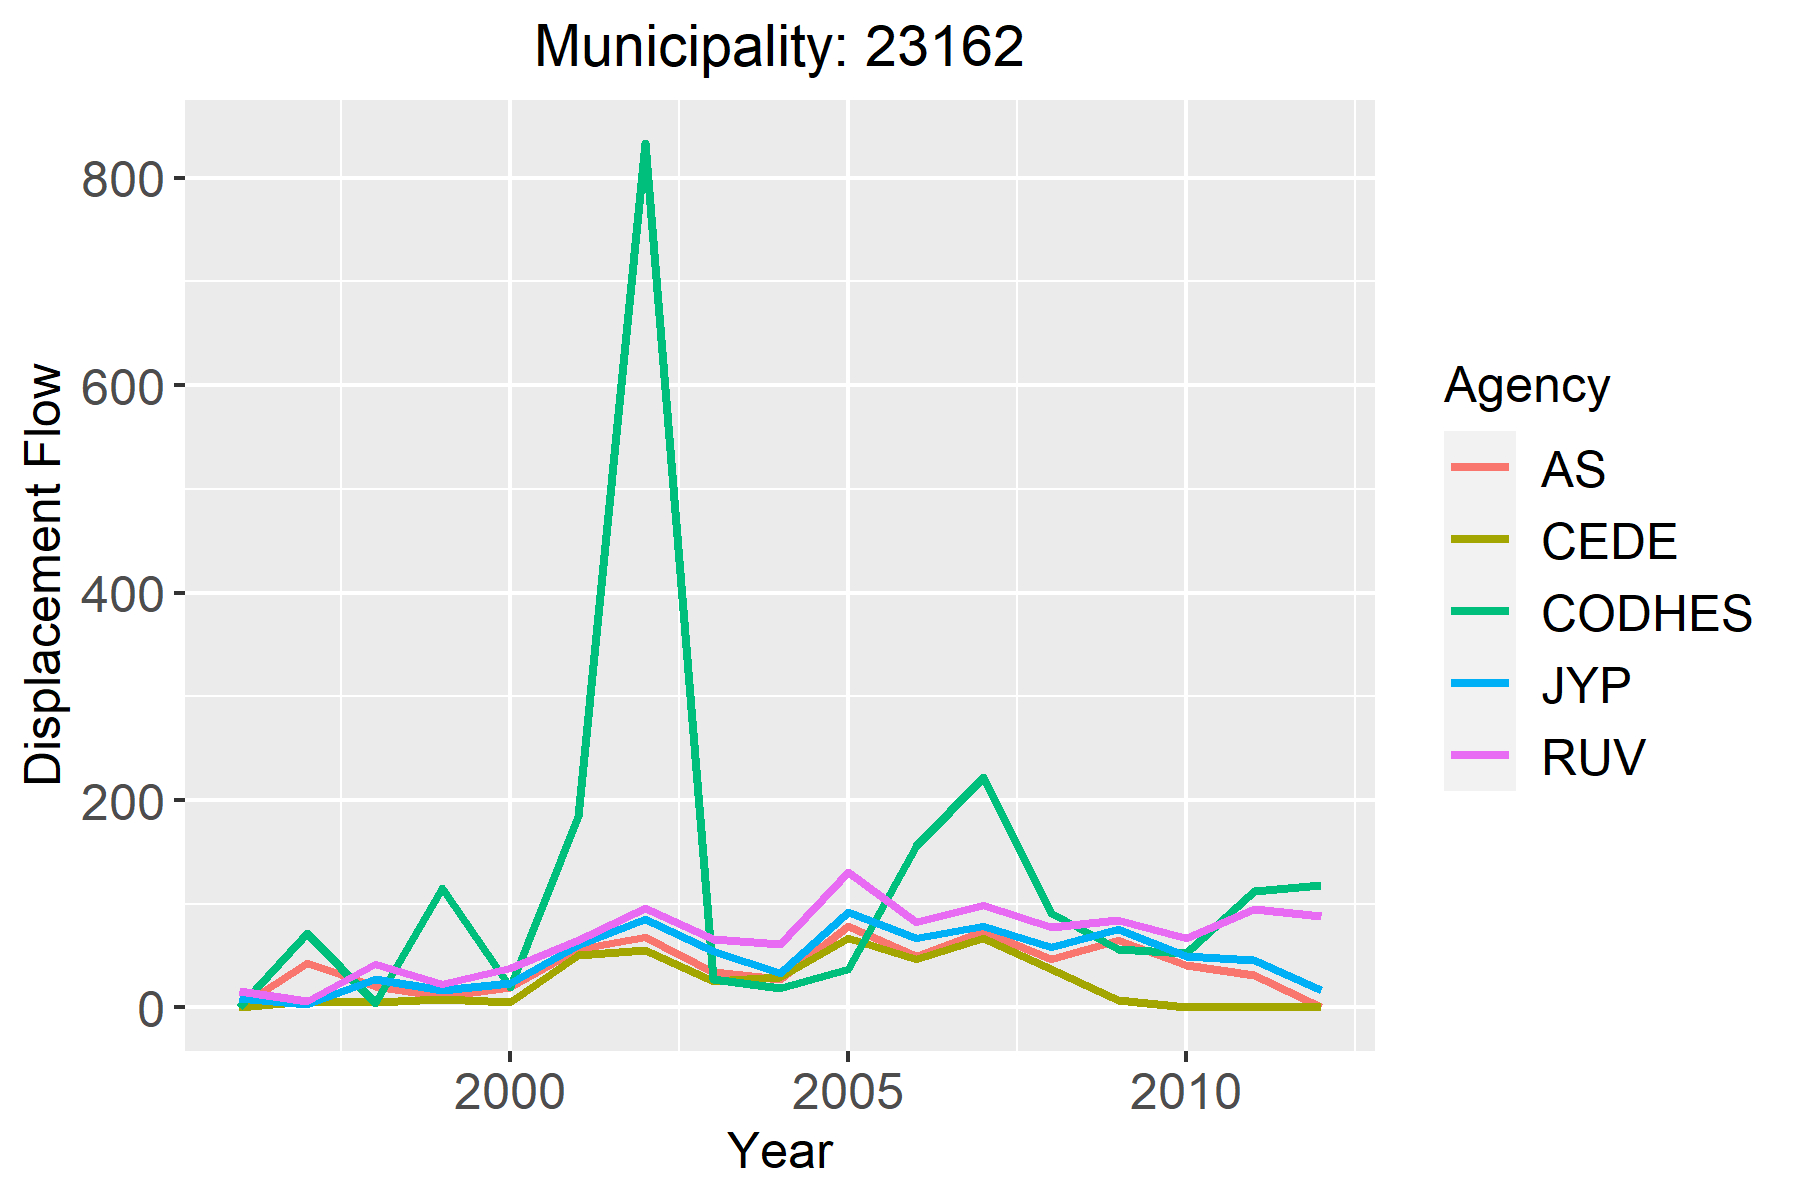 Municipality: 23162
Displacement Flow
800
600
400
200
0
2000 2005 2010
Year
Agency
AS
CEDE
CODHES
JYP
RUV